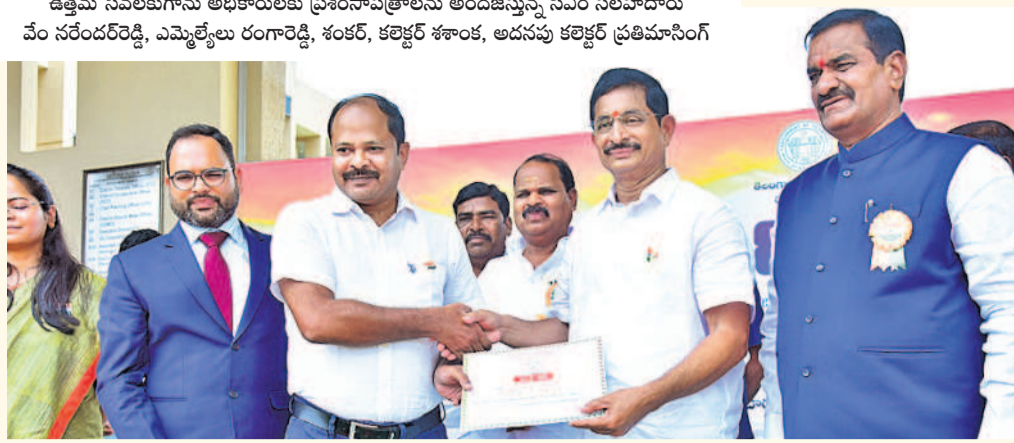 ఉత్తమ సేవలకుగాను అధికారులకు ప్రశంసాపత్రాలను అందజేస్తున్న సీఎం సలహాదారు
వేం నరేందర్‌రెడ్డి, ఎమ్మెల్యేలు రంగారెడ్డి, శంకర్, కలెక్టర్ శశాంక, అదనపు కలెక్టర్ ప్రతిమాసింగ్